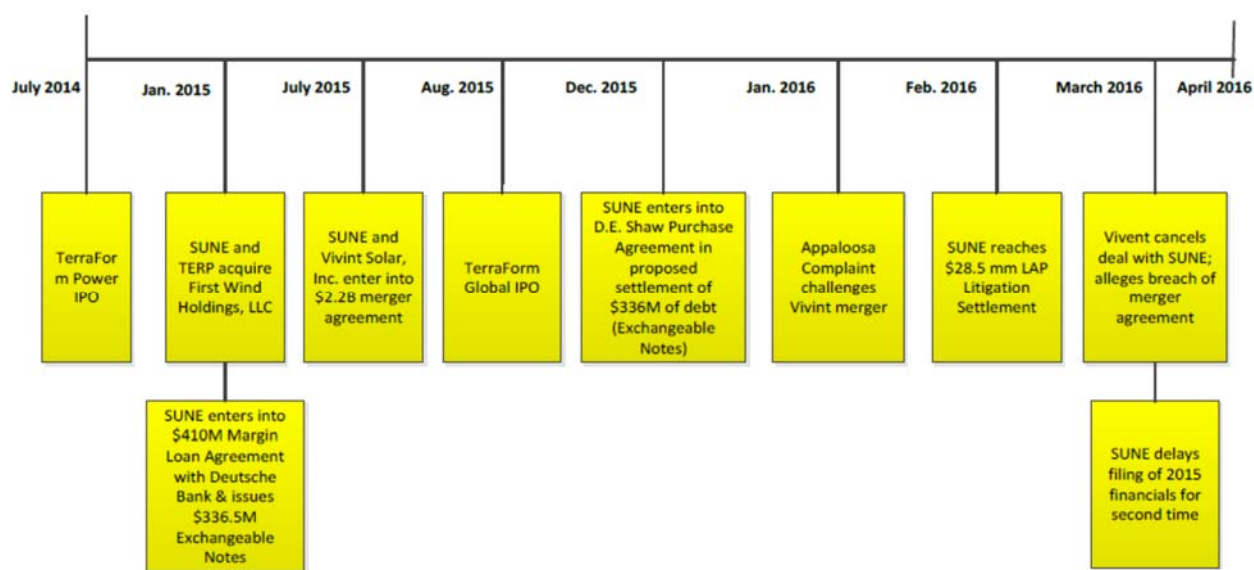 July 2014
Jan. 2015
July 2015
Aug. 2015
Dec. 2015
Jan. 2016
Feb. 2016
March 2016
April 2016
TerraFor
m Power
IPO
SUNE and
TERP acquire
First Wind
Holdings, LLC
SUNE and
Vivint Solar,
Inc. enter into
$2.2B merger
agreement
TerraForm
Global IPO
SUNE enters into
D.E. Shaw Purchase
Agreement in
proposed
settlement of
$336M of debt
(Exchangeable
Notes)
Appaloosa
Complaint
challenges
Vivint merger
SUNE reaches
$28.5 mm LAP
Litigation
Settlement
Vivent cancels
deal with SUNE;
alleges breach of
merger
agreement
SUNE enters into
$410M Margin
Loan Agreement
with Deutsche
Bank & issues
$336.5M
Exchangeable
Notes
SUNE delays
filing of 2015
financials for
second time